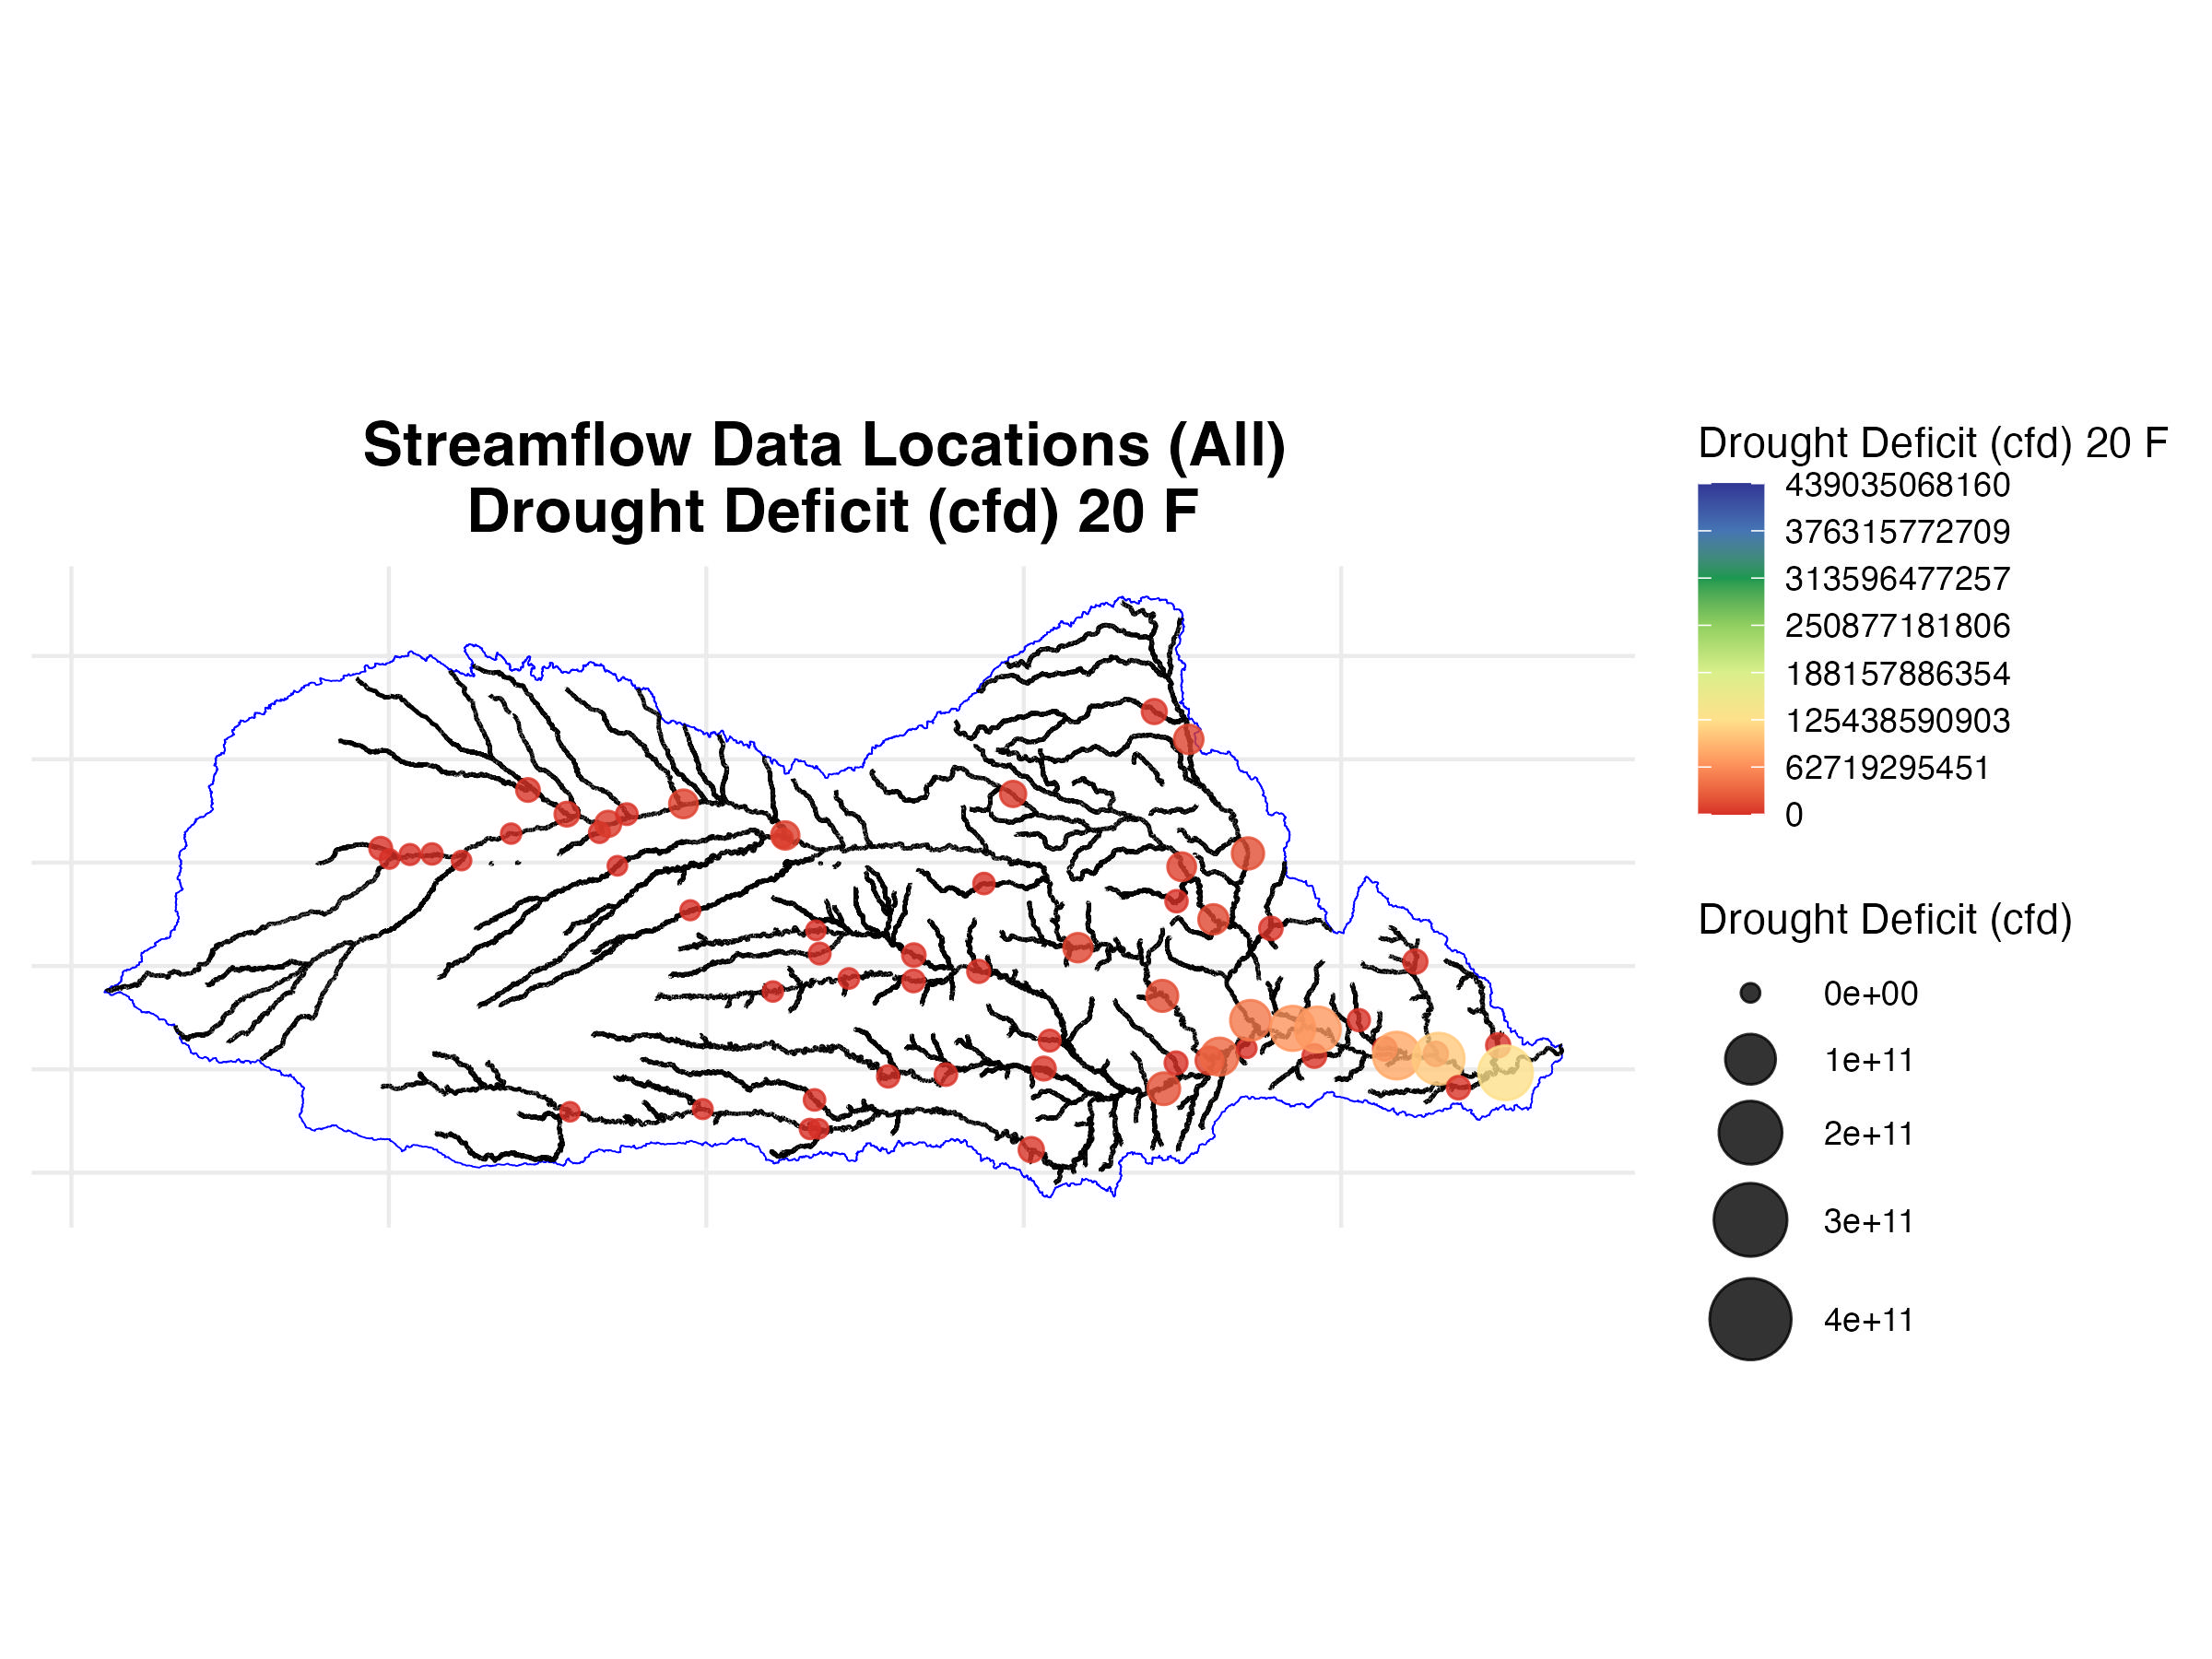 Streamflow Data Locations (All)
Drought Deficit (cfd) 20 F
Drought Deficit (cfd) 20 F
439035068160
376315772709
313596477257
250877181806
188157886354
125438590903
62719295451
0
Drought Deficit (cfd)
0e+00
1e+11
2e+11
3e+11
4e+11